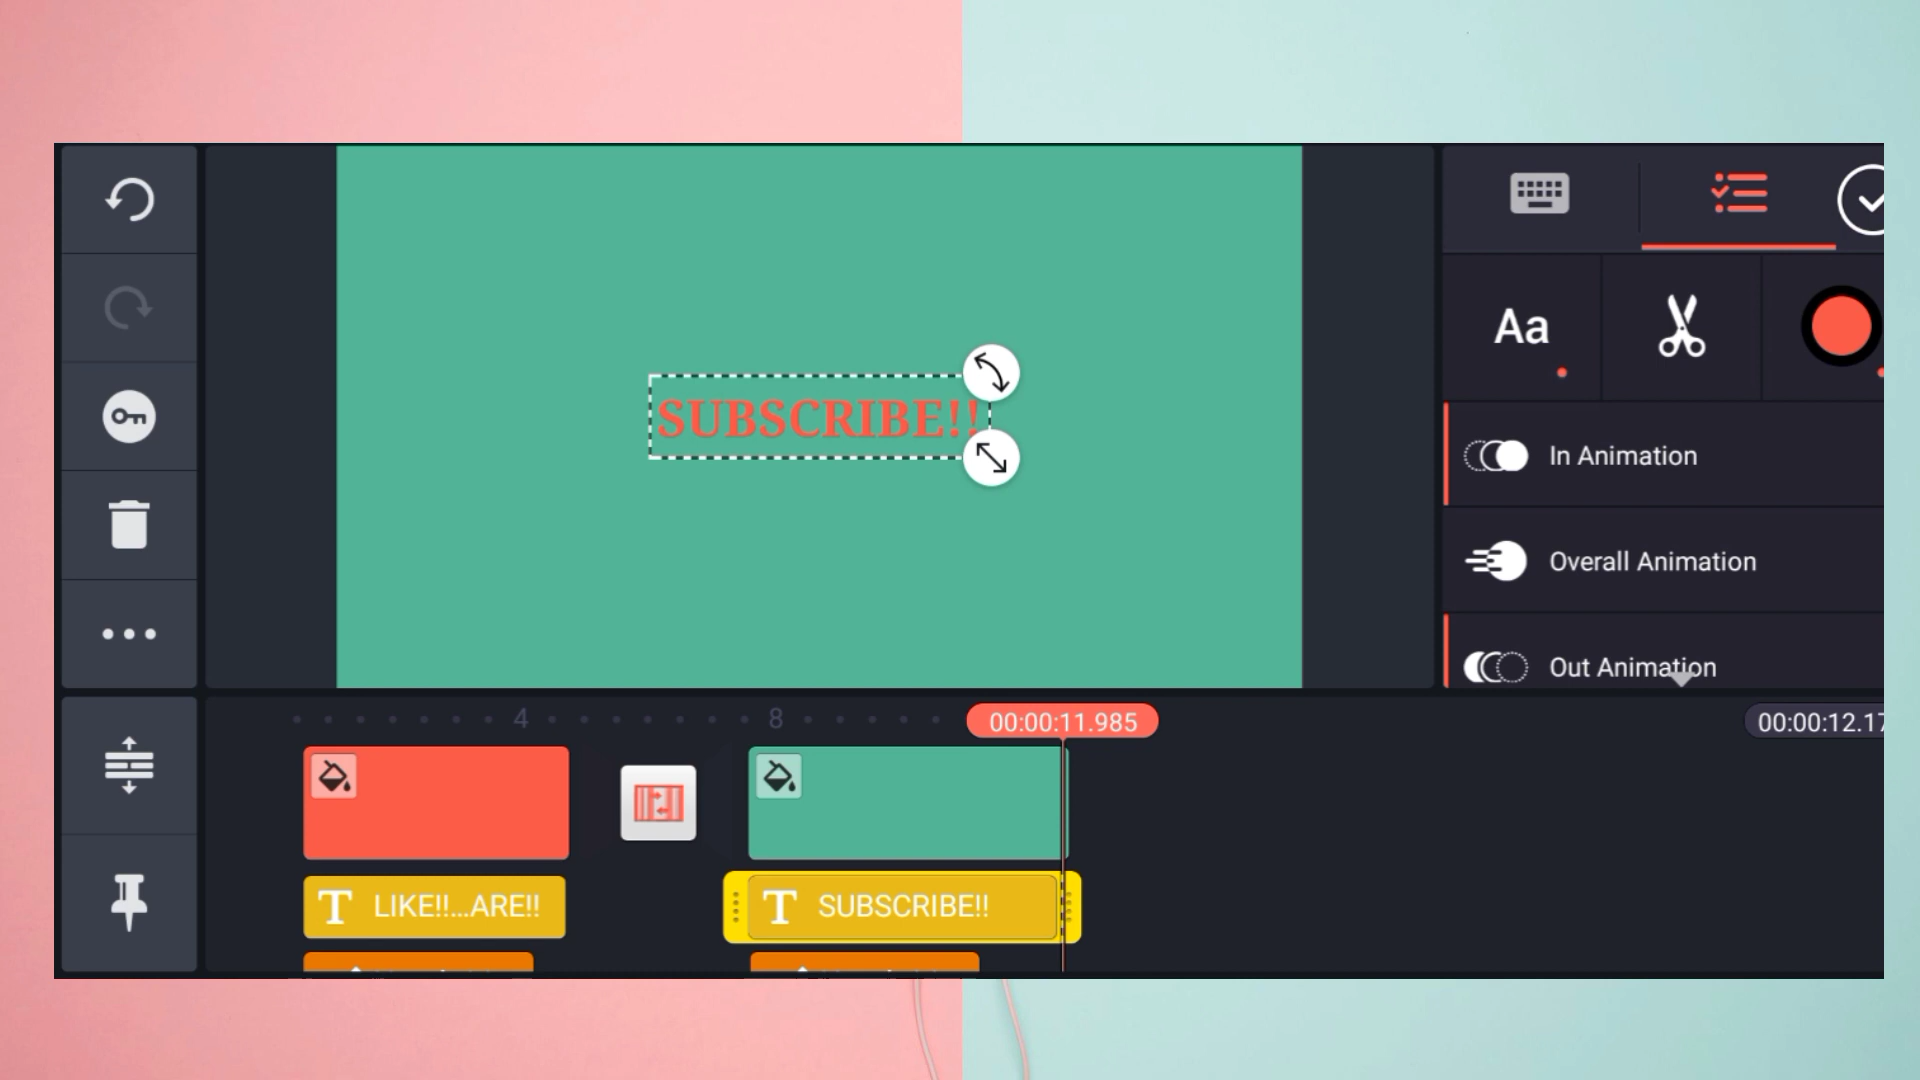 SUBSCRIBE!!
Aa
In Animation
Overall Animation
Out Animation
4
8
00:00:11.985
00:00:12.17
T LIKE!!...ARE!!
T SUBSCRIBE!!